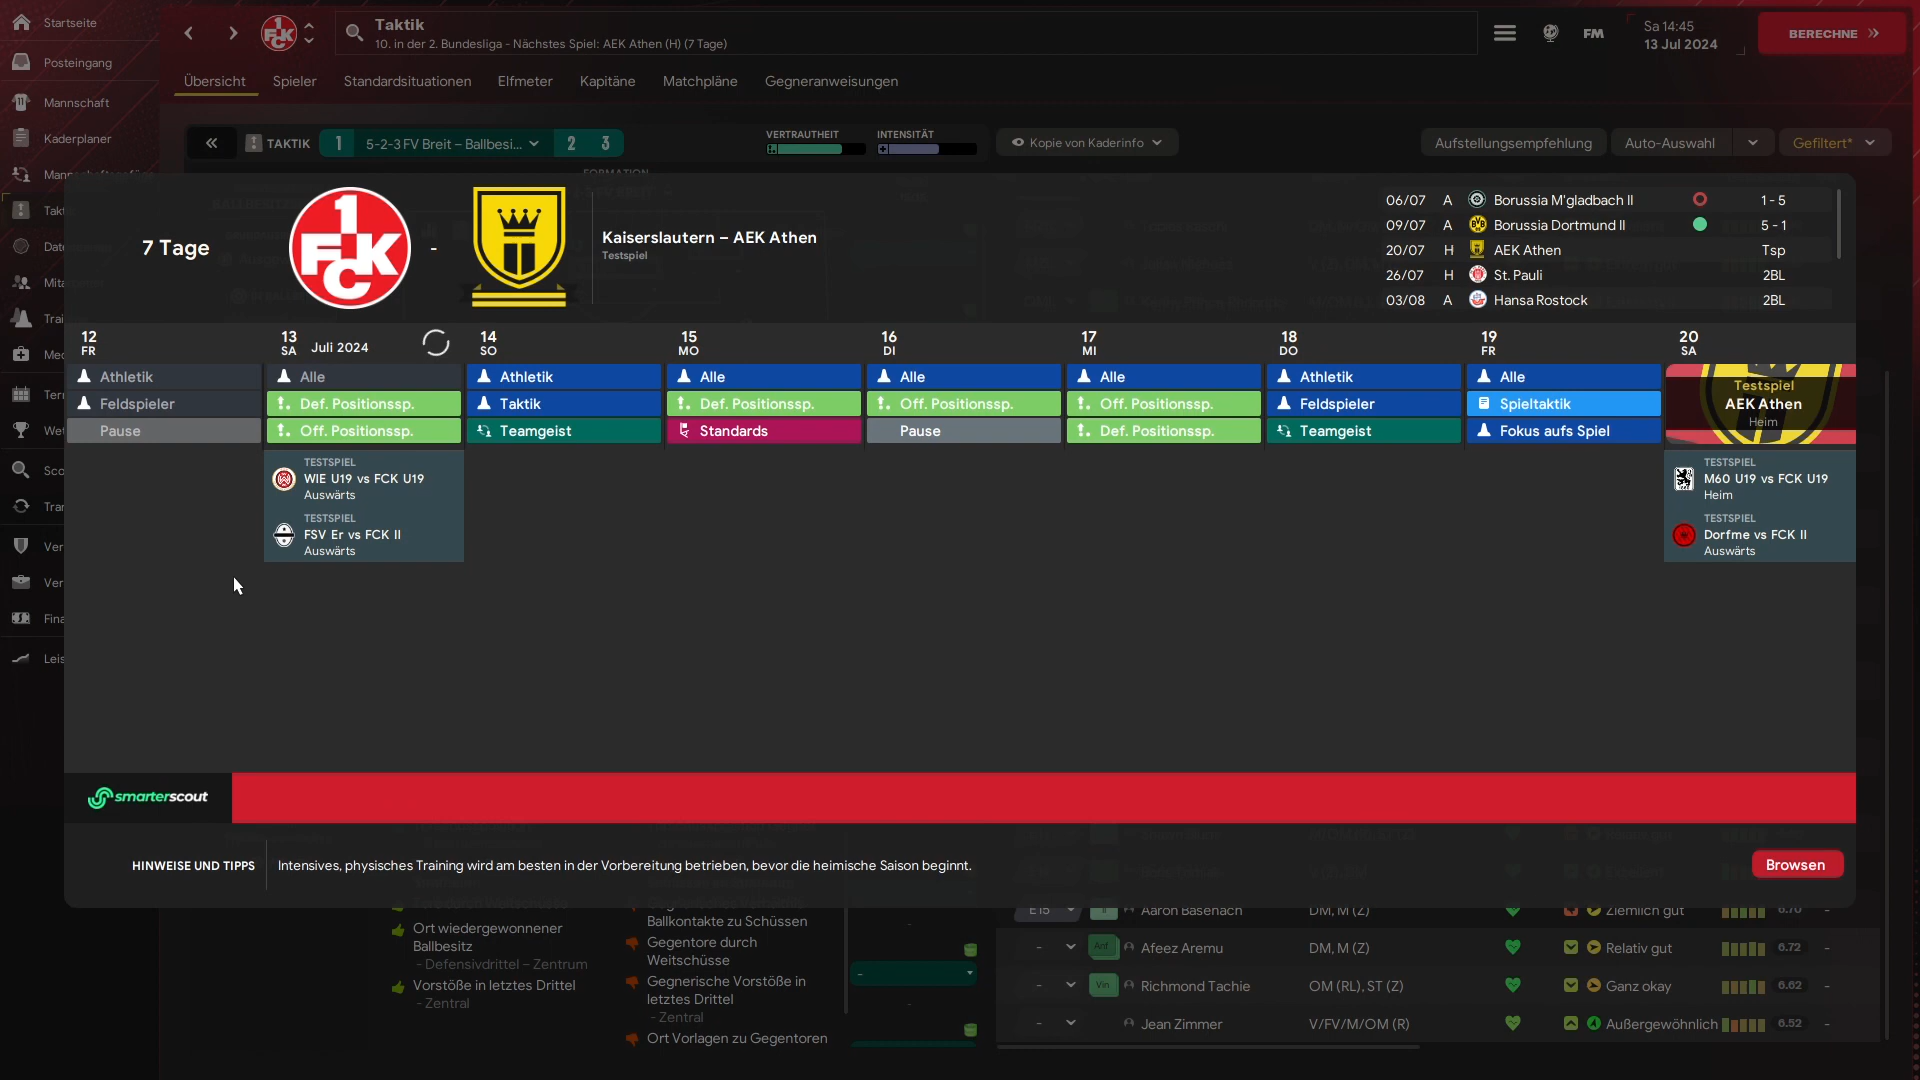 Startseite
Posteingang
Mannschaft
Kaderplaner
Taktik
10. in der 2. Bundesliga - Nächstes Spiel: AEK Athen (H) (7 Tage)
FM
Sa 14:45
13 Jul 2024
BERECHNE
Übersicht
Spieler
Standardsituationen
Elfmeter
Kapitäne
Matchpläne
Gegneranweisungen
TAKTIK
1
5-2-3 FV Breit – Ballbesi...
2
3
VERTRAUTHEIT
INTENSITÄT
Kopie von Kaderinfo
Aufstellungsempfehlung
Auto-Auswahl
Gefiltert*
7 Tage
-
Kaiserslautern – AEK Athen
Testspiel
06/07 A Borussia M'gladbach II 1 - 5
09/07 A Borussia Dortmund II 5 - 1
20/07 H AEK Athen Tsp
26/07 H St. Pauli 2BL
03/08 A Hansa Rostock 2BL
12
FR
Athletik
Feldspieler
Pause
13
SA Juli 2024
Alle
Def. Positionssp.
Off. Positionssp.
TESTSPIEL
WIE U19 vs FCK U19
Auswärts
TESTSPIEL
FSV Er vs FCK II
Auswärts
14
SO
Athletik
Taktik
Teamgeist
15
MO
Alle
Def. Positionssp.
Standards
16
DI
Alle
Off. Positionssp.
Pause
17
MI
Alle
Off. Positionssp.
Def. Positionssp.
18
DO
Athletik
Feldspieler
Teamgeist
19
FR
Alle
Spieltaktik
Fokus aufs Spiel
20
SA
Testspiel
AEK Athen
Heim
TESTSPIEL
M60 U19 vs FCK U19
Heim
TESTSPIEL
Dorfme vs FCK II
Auswärts
smarterscout
HINWEISE UND TIPPS
Intensives, physisches Training wird am besten in der Vorbereitung betrieben, bevor die heimische Saison beginnt.
Browsen
Ballkontakte zu Schüssen
Ort wiedergewonnener
Ballbesitz
- Defensivdrittel – Zentrum
Vorstöße in letztes Drittel
- Zentral
Gegentore durch
Weitschüsse
Gegnerische Vorstöße in
letztes Drittel
- Zentral
Ort Vorlagen zu Gegentoren
E15 Aaron Basenach DM, M (Z) Ziemlich gut 6.70 -
- Anf Afeez Aremu DM, M (Z) Relativ gut 6.72 -
- Vin Richmond Tachie OM (RL), ST (Z) Ganz okay 6.62 -
- Jean Zimmer V/FV/M/OM (R) Außergewöhnlich 6.52 -